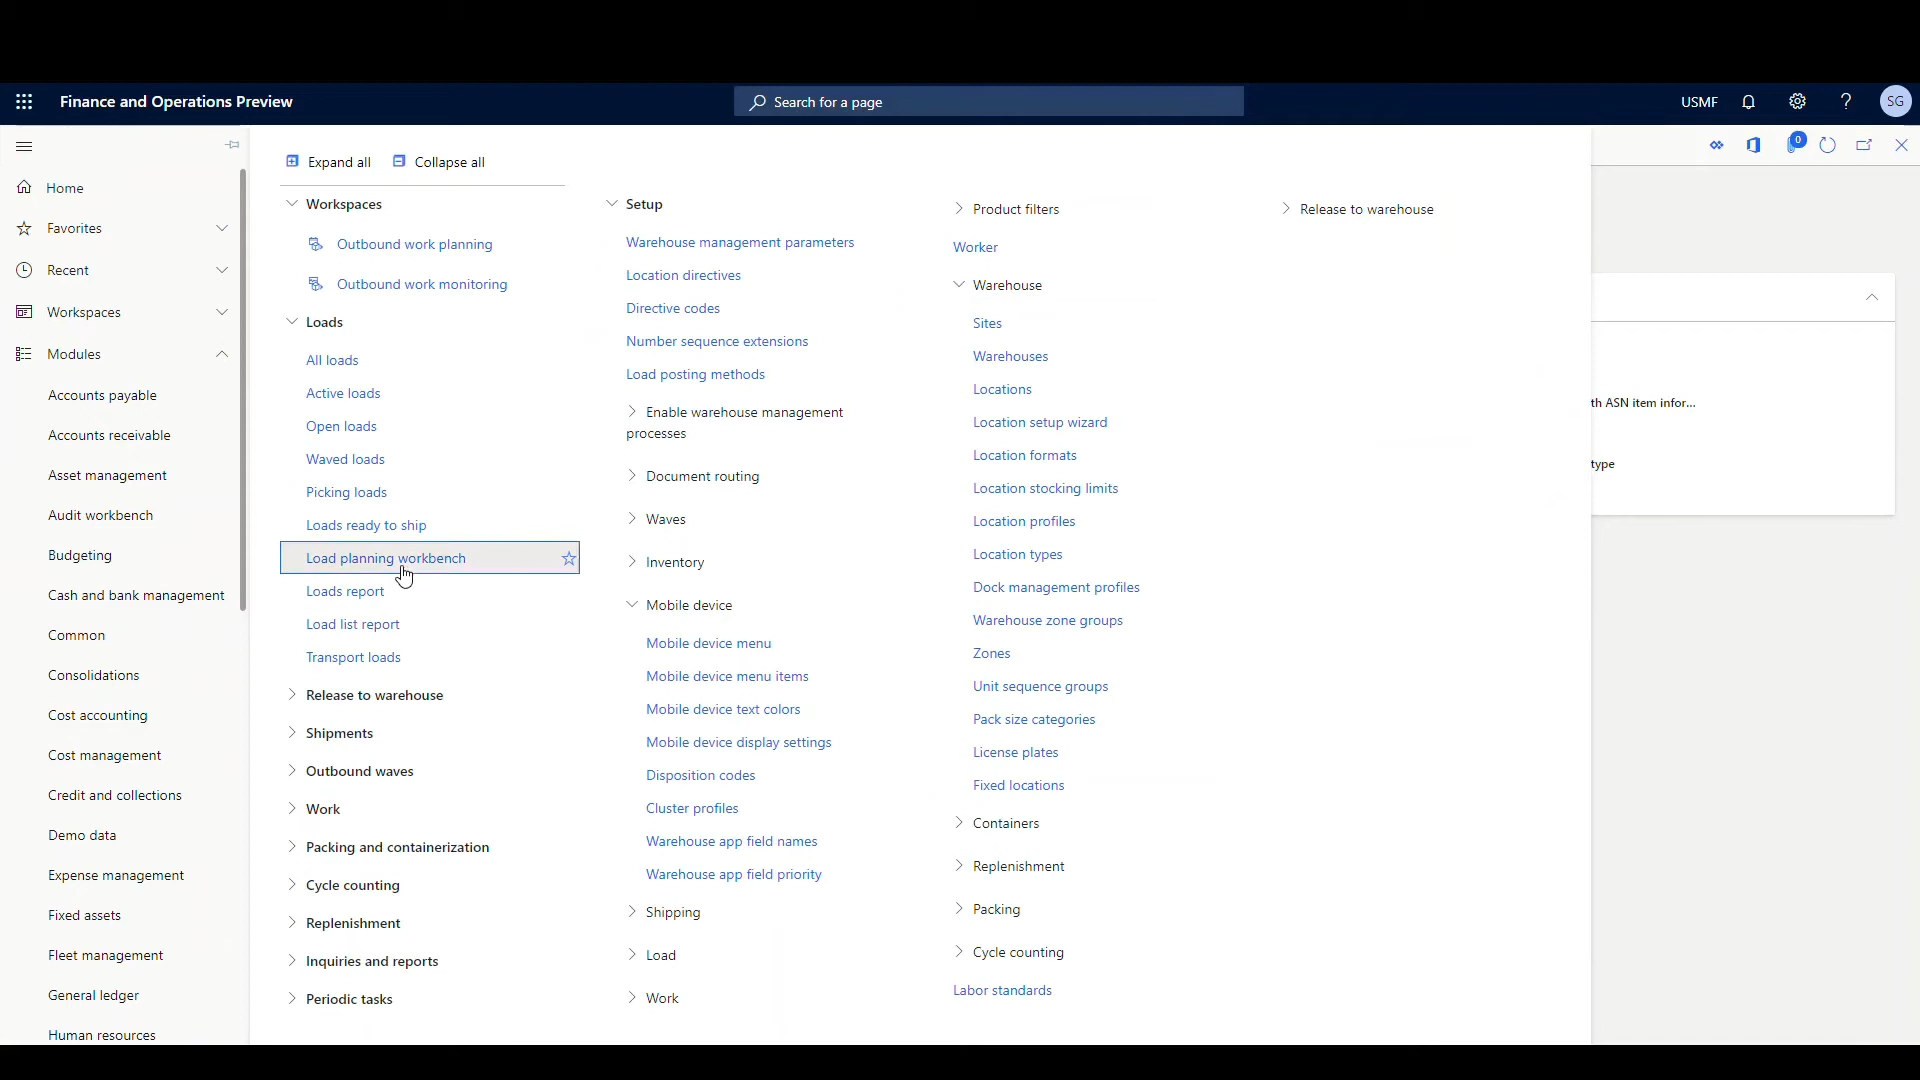 Finance and Operations Preview
Search for a page
USMF
SG
0
Home
Favorites
Recent
Workspaces
Modules
Accounts payable
Accounts receivable
Asset management
Audit workbench
Budgeting
Cash and bank management
Common
Consolidations
Cost accounting
Cost management
Credit and collections
Demo data
Expense management
Fixed assets
Fleet management
General ledger
Human resources
Expand all
Collapse all
Workspaces
Outbound work planning
Outbound work monitoring
Loads
All loads
Active loads
Open loads
Waved loads
Picking loads
Loads ready to ship
Load planning workbench
Loads report
Load list report
Transport loads
Release to warehouse
Shipments
Outbound waves
Work
Packing and containerization
Cycle counting
Replenishment
Inquiries and reports
Periodic tasks
Setup
Warehouse management parameters
Location directives
Directive codes
Number sequence extensions
Load posting methods
Enable warehouse management
processes
Document routing
Waves
Inventory
Mobile device
Mobile device menu
Mobile device menu items
Mobile device text colors
Mobile device display settings
Disposition codes
Cluster profiles
Warehouse app field names
Warehouse app field priority
Shipping
Load
Work
Product filters
Worker
Warehouse
Sites
Warehouses
Locations
Location setup wizard
Location formats
Location stocking limits
Location profiles
Location types
Dock management profiles
Warehouse zone groups
Zones
Unit sequence groups
Pack size categories
License plates
Fixed locations
Containers
Replenishment
Packing
Cycle counting
Labor standards
Release to warehouse
th ASN item infor...
type